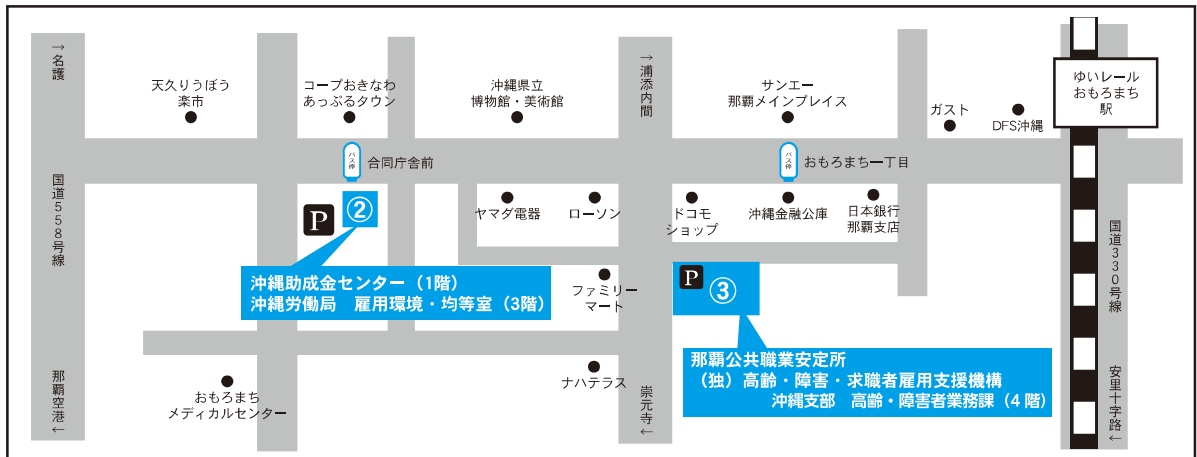 →名護
天久りうぼう
楽市
コープおきなわ
あっぷるタウン
沖縄県立
博物館・美術館
→浦添内間
サンエー
那覇メインプレイス
ガスト
DFS沖縄
ゆいレール
おもろまち
駅
バス停
合同庁舎前
バス停
おもろまち一丁目
国道558号線
P
②
ヤマダ電器
ローソン
ドコモ
ショップ
沖縄金融公庫
日本銀行
那覇支店
国道330号線
沖縄助成金センター（1階）
沖縄労働局　雇用環境・均等室（3階）
ファミリー
マート
P
③
那覇公共職業安定所
（独）高齢・障害・求職者雇用支援機構
沖縄支部　高齢・障害者業務課（4階）
那覇空港←
おもろまち
メディカルセンター
ナハテラス
崇元寺←
安里十字路←